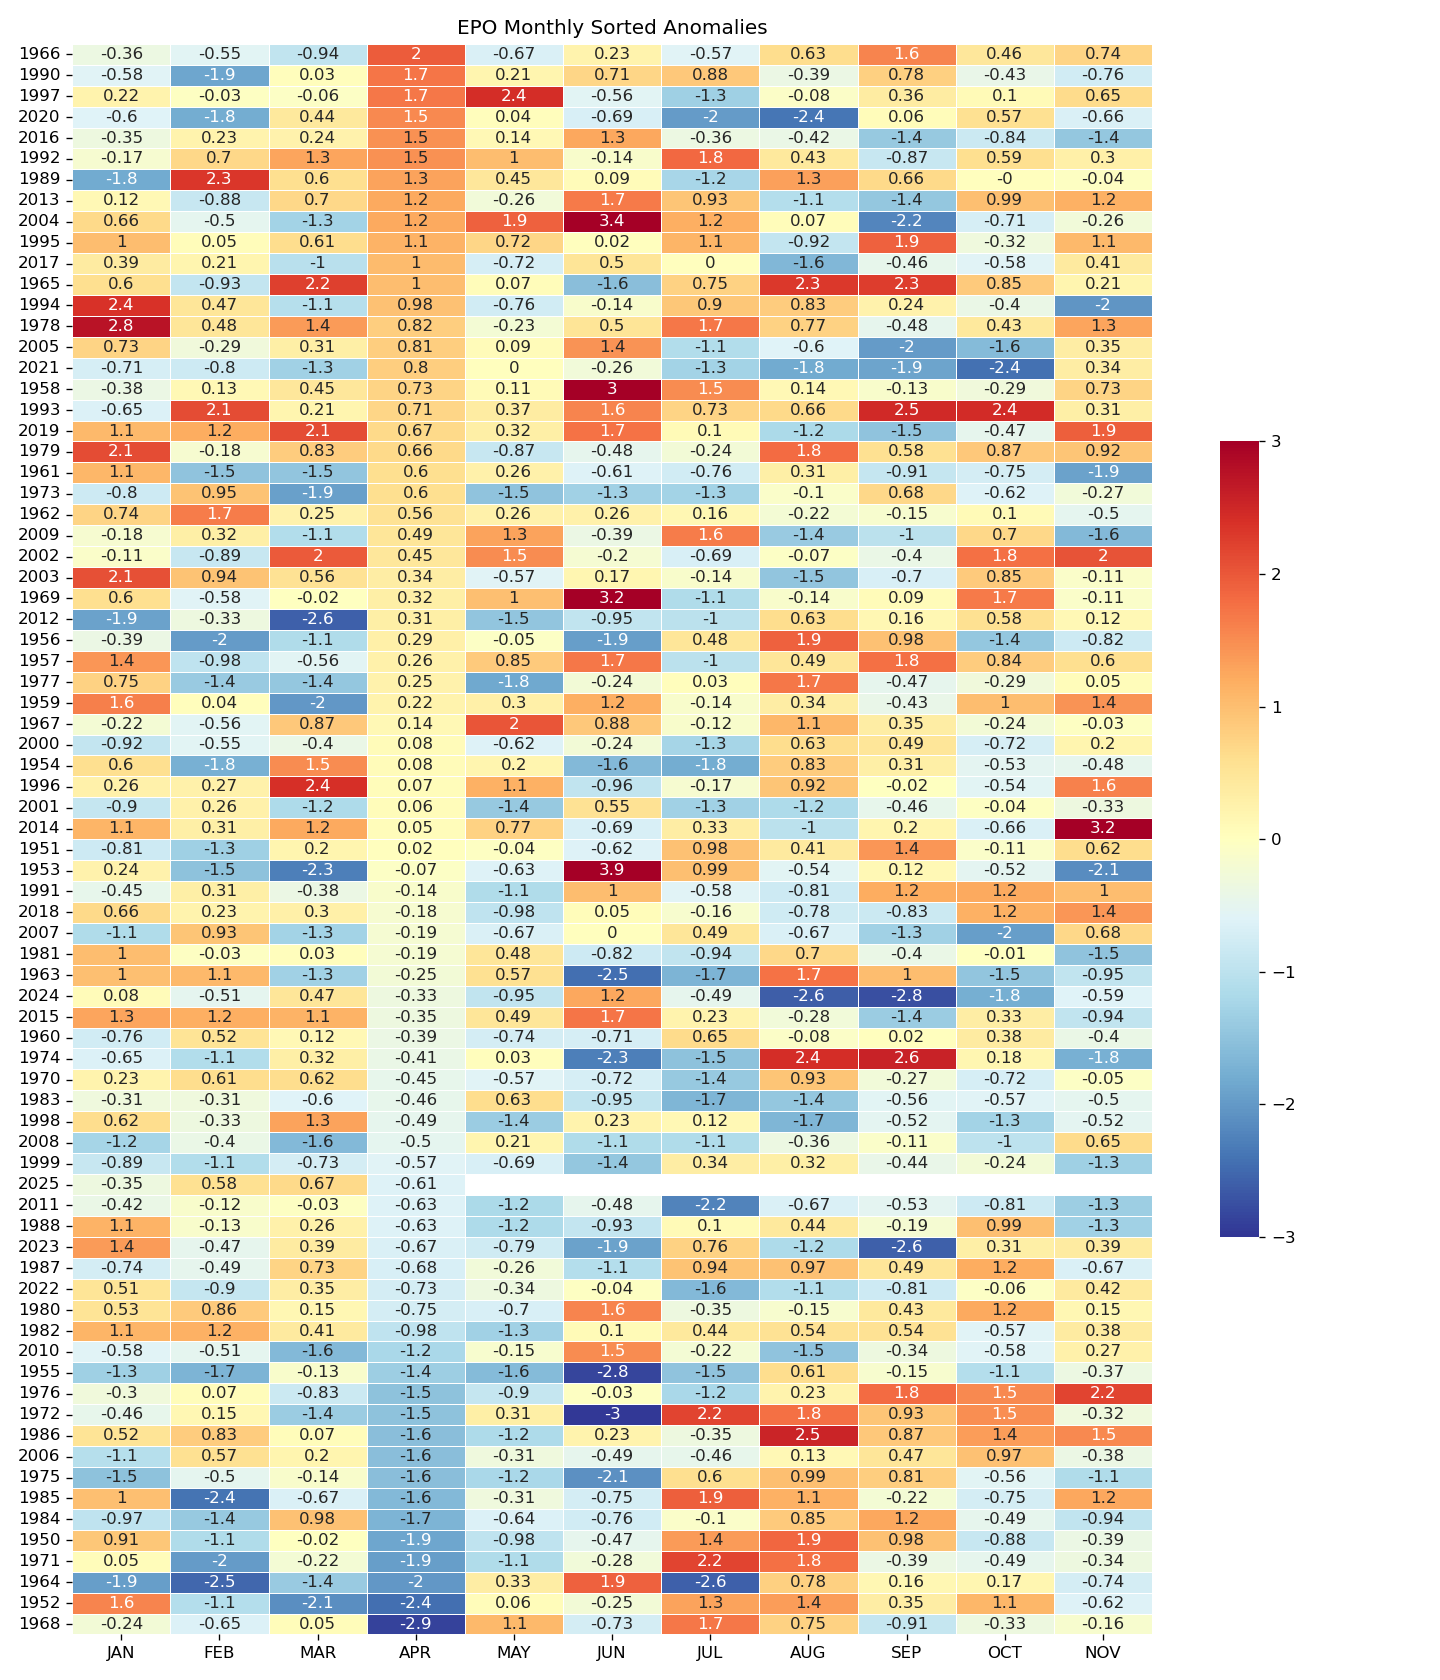 EPO Monthly Sorted Anomalies
1966 -0.36 -0.55 -0.94 2 -0.67 0.23 -0.57 0.63 1.6 0.46 0.74
1990 -0.58 -1.9 0.03 1.7 0.21 0.71 0.88 -0.39 0.78 -0.43 -0.76
1997 0.22 -0.03 -0.06 1.7 2.4 -0.56 -1.3 -0.08 0.36 0.1 0.65
2020 -0.6 -1.8 0.44 1.5 0.04 -0.69 -2 -2.4 0.06 0.57 -0.66
2016 -0.35 0.23 0.24 1.5 0.14 1.3 -0.36 -0.42 -1.4 -0.84 -1.4
1992 -0.17 0.7 1.3 1.5 1 -0.14 1.8 0.43 -0.87 0.59 0.3
1989 -1.8 2.3 0.6 1.3 0.45 0.09 -1.2 1.3 0.66 -0 -0.04
2013 0.12 -0.88 0.7 1.2 -0.26 1.7 0.93 -1.1 -1.4 0.99 1.2
2004 0.66 -0.5 -1.3 1.2 1.9 3.4 1.2 0.07 -2.2 -0.71 -0.26
1995 1 0.05 0.61 1.1 0.72 0.02 1.1 -0.92 1.9 -0.32 1.1
2017 0.39 0.21 -1 1 -0.72 0.5 0 -1.6 -0.46 -0.58 0.41
1965 0.6 -0.93 2.2 1 0.07 -1.6 0.75 2.3 2.3 0.85 0.21
1994 2.4 0.47 -1.1 0.98 -0.76 -0.14 0.9 0.83 0.24 -0.4 -2
1978 2.8 0.48 1.4 0.82 -0.23 0.5 1.7 0.77 -0.48 0.43 1.3
2005 0.73 -0.29 0.31 0.81 0.09 1.4 -1.1 -0.6 -2 -1.6 0.35
2021 -0.71 -0.8 -1.3 0.8 0 -0.26 -1.3 -1.8 -1.9 -2.4 0.34
1958 -0.38 0.13 0.45 0.73 0.11 3 1.5 0.14 -0.13 -0.29 0.73
1993 -0.65 2.1 0.21 0.71 0.37 1.6 0.73 0.66 2.5 2.4 0.31
2019 1.1 1.2 2.1 0.67 0.32 1.7 0.1 -1.2 -1.5 -0.47 1.9
1979 2.1 -0.18 0.83 0.66 -0.87 -0.48 -0.24 1.8 0.58 0.87 0.92
1961 1.1 -1.5 -1.5 0.6 0.26 -0.61 -0.76 0.31 -0.91 -0.75 -1.9
1973 -0.8 0.95 -1.9 0.6 -1.5 -1.3 -1.3 -0.1 0.68 -0.62 -0.27
1962 0.74 1.7 0.25 0.56 0.26 0.26 0.16 -0.22 -0.15 0.1 -0.5
2009 -0.18 0.32 -1.1 0.49 1.3 -0.39 1.6 -1.4 -1 0.7 -1.6
2002 -0.11 -0.89 2 0.45 1.5 -0.2 -0.69 -0.07 -0.4 1.8 2
2003 2.1 0.94 0.56 0.34 -0.57 0.17 -0.14 -1.5 -0.7 0.85 -0.11
1969 0.6 -0.58 -0.02 0.32 1 3.2 -1.1 -0.14 0.09 1.7 -0.11
2012 -1.9 -0.33 -2.6 0.31 -1.5 -0.95 -1 0.63 0.16 0.58 0.12
1956 -0.39 -2 -1.1 0.29 -0.05 -1.9 0.48 1.9 0.98 -1.4 -0.82
1957 1.4 -0.98 -0.56 0.26 0.85 1.7 -1 0.49 1.8 0.84 0.6
1977 0.75 -1.4 -1.4 0.25 -1.8 -0.24 0.03 1.7 -0.47 -0.29 0.05
1959 1.6 0.04 -2 0.22 0.3 1.2 -0.14 0.34 -0.43 1 1.4
1967 -0.22 -0.56 0.87 0.14 2 0.88 -0.12 1.1 0.35 -0.24 -0.03
2000 -0.92 -0.55 -0.4 0.08 -0.62 -0.24 -1.3 0.63 0.49 -0.72 0.2
1954 0.6 -1.8 1.5 0.08 0.2 -1.6 -1.8 0.83 0.31 -0.53 -0.48
1996 0.26 0.27 2.4 0.07 1.1 -0.96 -0.17 0.92 -0.02 -0.54 1.6
2001 -0.9 0.26 -1.2 0.06 -1.4 0.55 -1.3 -1.2 -0.46 -0.04 -0.33
2014 1.1 0.31 1.2 0.05 0.77 -0.69 0.33 -1 0.2 -0.66 3.2
1951 -0.81 -1.3 0.2 0.02 -0.04 -0.62 0.98 0.41 1.4 -0.11 0.62
1953 0.24 -1.5 -2.3 -0.07 -0.63 3.9 0.99 -0.54 0.12 -0.52 -2.1
1991 -0.45 0.31 -0.38 -0.14 -1.1 1 -0.58 -0.81 1.2 1.2 1
2018 0.66 0.23 0.3 -0.18 -0.98 0.05 -0.16 -0.78 -0.83 1.2 1.4
2007 -1.1 0.93 -1.3 -0.19 -0.67 0 0.49 -0.67 -1.3 -2 0.68
1981 1 -0.03 0.03 -0.19 0.48 -0.82 -0.94 0.7 -0.4 -0.01 -1.5
1963 1 1.1 -1.3 -0.25 0.57 -2.5 -1.7 1.7 1 -1.5 -0.95
2024 0.08 -0.51 0.47 -0.33 -0.95 1.2 -0.49 -2.6 -2.8 -1.8 -0.59
2015 1.3 1.2 1.1 -0.35 0.49 1.7 0.23 -0.28 -1.4 0.33 -0.94
1960 -0.76 0.52 0.12 -0.39 -0.74 -0.71 0.65 -0.08 0.02 0.38 -0.4
1974 -0.65 -1.1 0.32 -0.41 0.03 -2.3 -1.5 2.4 2.6 0.18 -1.8
1970 0.23 0.61 0.62 -0.45 -0.57 -0.72 -1.4 0.93 -0.27 -0.72 -0.05
1983 -0.31 -0.31 -0.6 -0.46 0.63 -0.95 -1.7 -1.4 -0.56 -0.57 -0.5
1998 0.62 -0.33 1.3 -0.49 -1.4 0.23 0.12 -1.7 -0.52 -1.3 -0.52
2008 -1.2 -0.4 -1.6 -0.5 0.21 -1.1 -1.1 -0.36 -0.11 -1 0.65
1999 -0.89 -1.1 -0.73 -0.57 -0.69 -1.4 0.34 0.32 -0.44 -0.24 -1.3
2025 -0.35 0.58 0.67 -0.61
2011 -0.42 -0.12 -0.03 -0.63 -1.2 -0.48 -2.2 -0.67 -0.53 -0.81 -1.3
1988 1.1 -0.13 0.26 -0.63 -1.2 -0.93 0.1 0.44 -0.19 0.99 -1.3
2023 1.4 -0.47 0.39 -0.67 -0.79 -1.9 0.76 -1.2 -2.6 0.31 0.39
1987 -0.74 -0.49 0.73 -0.68 -0.26 -1.1 0.94 0.97 0.49 1.2 -0.67
2022 0.51 -0.9 0.35 -0.73 -0.34 -0.04 -1.6 -1.1 -0.81 -0.06 0.42
1980 0.53 0.86 0.15 -0.75 -0.7 1.6 -0.35 -0.15 0.43 1.2 0.15
1982 1.1 1.2 0.41 -0.98 -1.3 0.1 0.44 0.54 0.54 -0.57 0.38
2010 -0.58 -0.51 -1.6 -1.2 -0.15 1.5 -0.22 -1.5 -0.34 -0.58 0.27
1955 -1.3 -1.7 -0.13 -1.4 -1.6 -2.8 -1.5 0.61 -0.15 -1.1 -0.37
1976 -0.3 0.07 -0.83 -1.5 -0.9 -0.03 -1.2 0.23 1.8 1.5 2.2
1972 -0.46 0.15 -1.4 -1.5 0.31 -3 2.2 1.8 0.93 1.5 -0.32
1986 0.52 0.83 0.07 -1.6 -1.2 0.23 -0.35 2.5 0.87 1.4 1.5
2006 -1.1 0.57 0.2 -1.6 -0.31 -0.49 -0.46 0.13 0.47 0.97 -0.38
1975 -1.5 -0.5 -0.14 -1.6 -1.2 -2.1 0.6 0.99 0.81 -0.56 -1.1
1985 1 -2.4 -0.67 -1.6 -0.31 -0.75 1.9 1.1 -0.22 -0.75 1.2
1984 -0.97 -1.4 0.98 -1.7 -0.64 -0.76 -0.1 0.85 1.2 -0.49 -0.94
1950 0.91 -1.1 -0.02 -1.9 -0.98 -0.47 1.4 1.9 0.98 -0.88 -0.39
1971 0.05 -2 -0.22 -1.9 -1.1 -0.28 2.2 1.8 -0.39 -0.49 -0.34
1964 -1.9 -2.5 -1.4 -2 0.33 1.9 -2.6 0.78 0.16 0.17 -0.74
1952 1.6 -1.1 -2.1 -2.4 0.06 -0.25 1.3 1.4 0.35 1.1 -0.62
1968 -0.24 -0.65 0.05 -2.9 1.1 -0.73 1.7 0.75 -0.91 -0.33 -0.16
JAN FEB MAR APR MAY JUN JUL AUG SEP OCT NOV
3
2
1
0
−1
−2
−3